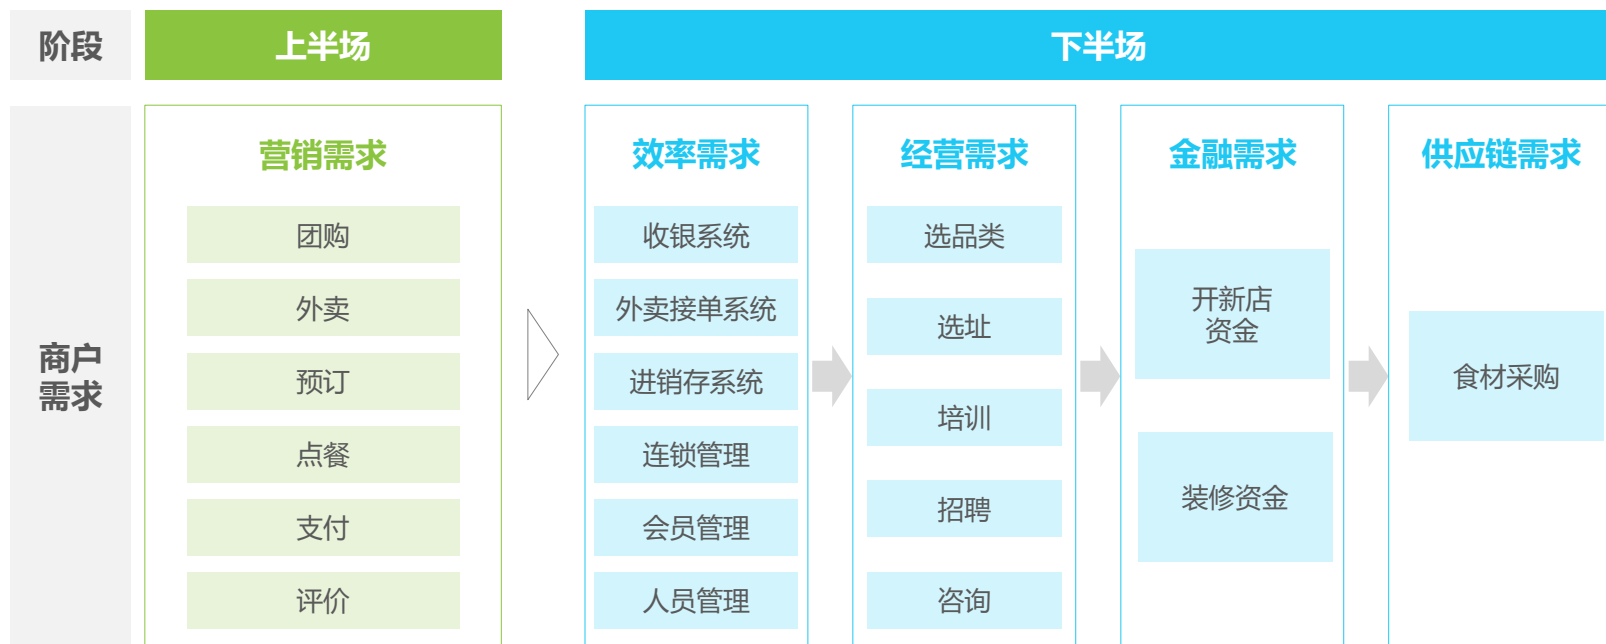 阶段
上半场
下半场
商户
需求
营销需求
团购
外卖
预订
点餐
支付
评价
效率需求
收银系统
外卖接单系统
进销存系统
连锁管理
会员管理
人员管理
经营需求
选品类
选址
培训
招聘
咨询
金融需求
开新店
资金
装修资金
供应链需求
食材采购